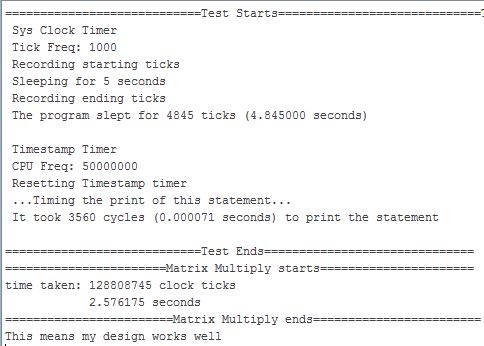 ============================Test Starts=============================T
Sys Clock Timer
Tick Freq: 1000
Recording starting ticks
Sleeping for 5 seconds
Recording ending ticks
The program slept for 4845 ticks (4.845000 seconds)
Timestamp Timer
CPU Freq: 50000000
Resetting Timestamp timer
...Timing the print of this statement...
It took 3560 cycles (0.000071 seconds) to print the statement
============================Test Ends==============================
=======================Matrix Multiply starts======================
time taken: 128808745 clock ticks
2.576175 seconds
========================Matrix Multiply ends=======================
This means my design works well